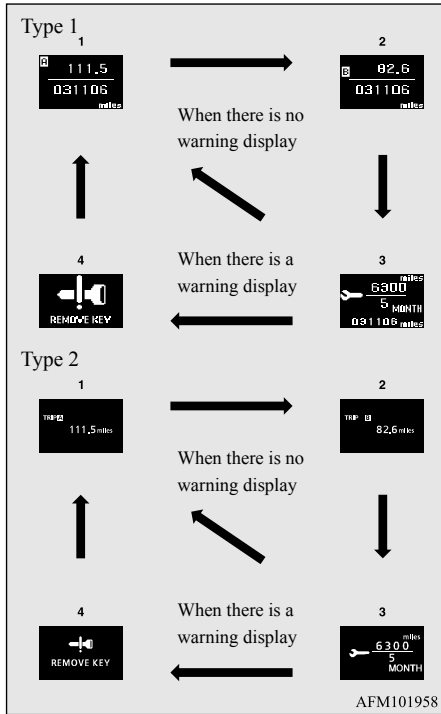 Type 1
1
2
A 111.5
031106
miles
B 82.6
031106
miles
When there is no
warning display
4
3
When there is a
warning display
REMOVE KEY
miles
6300
5 MONTH
031106 miles
Type 2
1
2
TRIP A
111.5 miles
TRIP B
82.6 miles
When there is no
warning display
4
3
When there is a
warning display
REMOVE KEY
miles
6300
5
MONTH
AFM101958